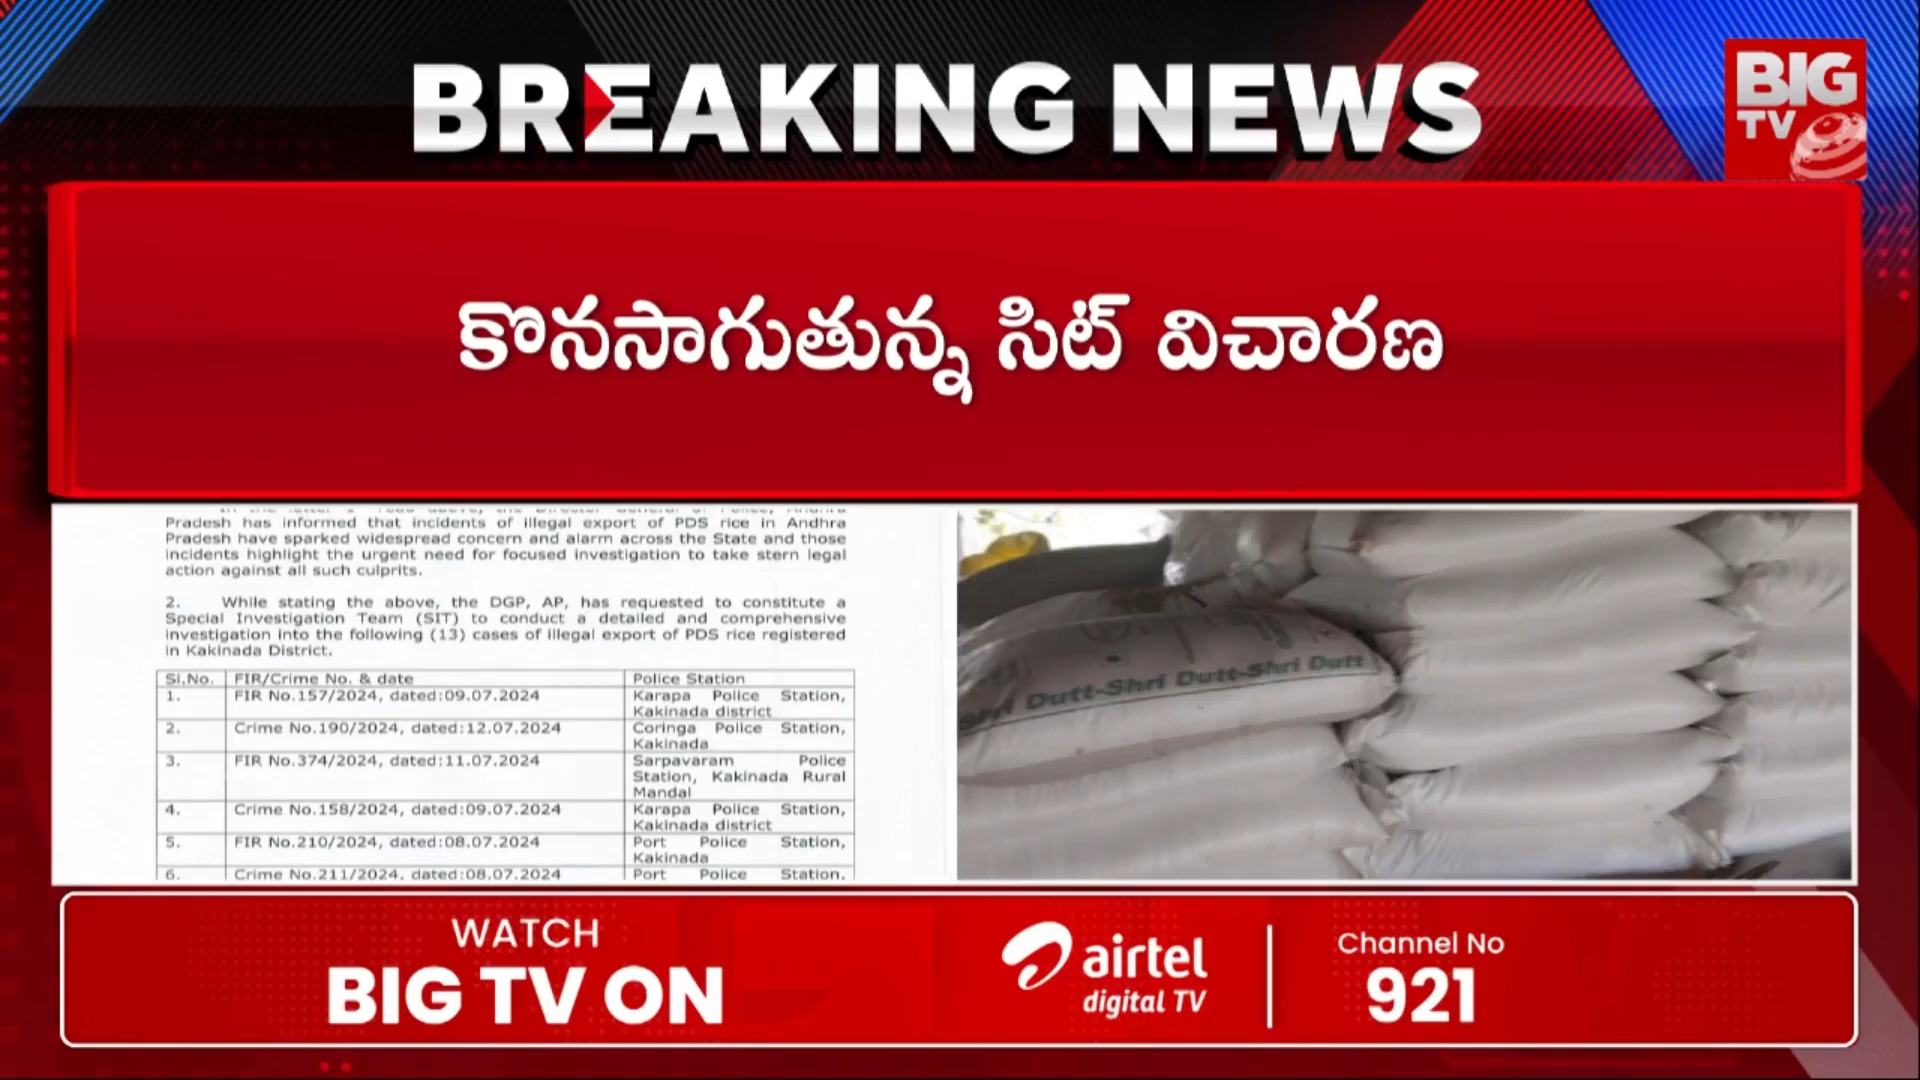 BREAKING NEWS
BIG
TV
కొనసాగుతున్న సిట్ విచారణ
Pradesh has informed that incidents of illegal export of PDS rice in Andhra
Pradesh have sparked widespread concern and alarm across the State and those
incidents highlight the urgent need for focused investigation to take stern legal
action against all such culprits.
2. While stating the above, the DGP, AP, has requested to constitute a
Special Investigation Team (SIT) to conduct a detailed and comprehensive
investigation into the following (13) cases of illegal export of PDS rice registered
in Kakinada District.
Sl.No. FIR/Crime No. & date Police Station
1. FIR No.157/2024, dated:09.07.2024 Karapa Police Station,
Kakinada district
2. Crime No.190/2024, dated:12.07.2024 Coringa Police Station,
Kakinada
3. FIR No.374/2024, dated:11.07.2024 Sarpavaram Police
Station, Kakinada Rural
Mandal
4. Crime No.158/2024, dated:09.07.2024 Karapa Police Station,
Kakinada district
5. FIR No.210/2024, dated:08.07.2024 Port Police Station,
Kakinada
6. Crime No.211/2024, dated:08.07.2024 Port Police Station,
Shri Dutt-Shri Dutt-Shri Dutt
WATCH
BIG TV ON
airtel
digital TV
Channel No
921